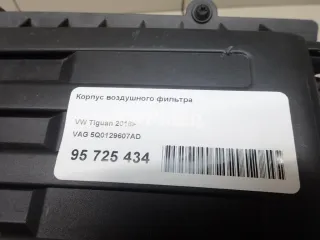 Корпус воздушного фильтра
VW Tiguan 2016>
VAG 5Q0129607AD
95 725 434